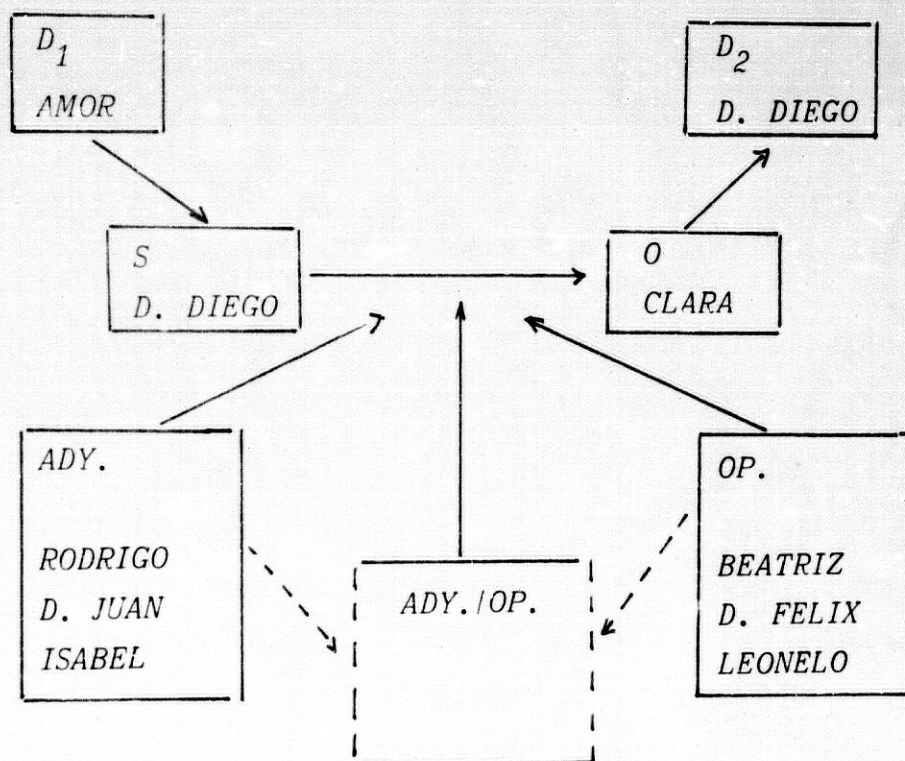 D1
AMOR
D2
D. DIEGO
S
D. DIEGO
O
CLARA
ADY.
RODRIGO
D. JUAN
ISABEL
ADY./OP.
OP.
BEATRIZ
D. FELIX
LEONELO